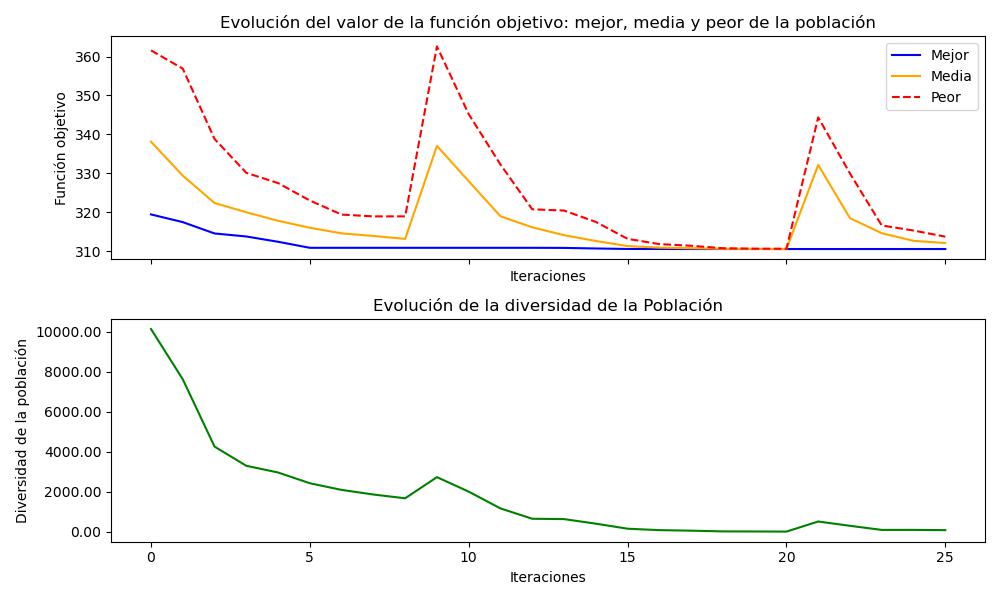 Evolución del valor de la función objetivo: mejor, media y peor de la población
Función objetivo
360
350
340
330
320
310
Mejor
Media
Peor
Iteraciones
Evolución de la diversidad de la Población
Diversidad de la población
10000.00
8000.00
6000.00
4000.00
2000.00
0.00
0 5 10 15 20 25
Iteraciones